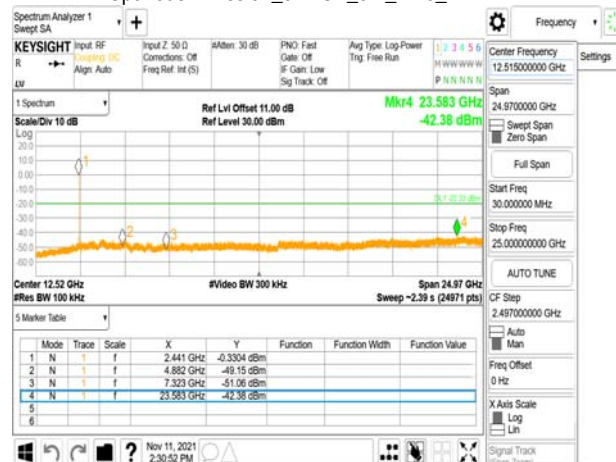 Spectrum Analyzer 1
Swept SA
+
Frequency
KEYSIGHT
R
Input: RF
Coupling: DC
Align: Auto
Input Z: 50 Ω
Corrections: Off
Freq Ref: Int (S)
#Atten: 30 dB
PNO: Fast
Gate: Off
IF Gain: Low
Sig Track: Off
Avg Type: Log-Power
Trig: Free Run
1 2 3 4 5 6
M W W W W W
P N N N N N
Center Frequency
12.515000000 GHz
Settings
Span
24.9700000 GHz
Swept Span
Zero Span
Full Span
Start Freq
30.000000 MHz
Stop Freq
25.000000000 GHz
AUTO TUNE
CF Step
2.497000000 GHz
Auto
Man
Freq Offset
0 Hz
X Axis Scale
Log
Lin
Signal Track
1 Spectrum
Scale/Div 10 dB
Ref Lvl Offset 11.00 dB
Ref Level 30.00 dBm
Mkr4 23.583 GHz
-42.38 dBm
Log
20.0
10.0
0.00
-10.0
-20.0
-30.0
-40.0
-50.0
-60.0
1
2
3
4
Center 12.52 GHz
#Res BW 100 kHz
#Video BW 300 kHz
Span 24.97 GHz
Sweep ~2.39 s (24971 pts)
5 Marker Table
Mode Trace Scale X Y Function Function Width Function Value
1 N 1 f 2.441 GHz -0.3304 dBm
2 N 1 f 4.882 GHz -49.15 dBm
3 N 1 f 7.323 GHz -51.06 dBm
4 N 1 f 23.583 GHz -42.38 dBm
5
6
?
Nov 11, 2021
2:30:52 PM